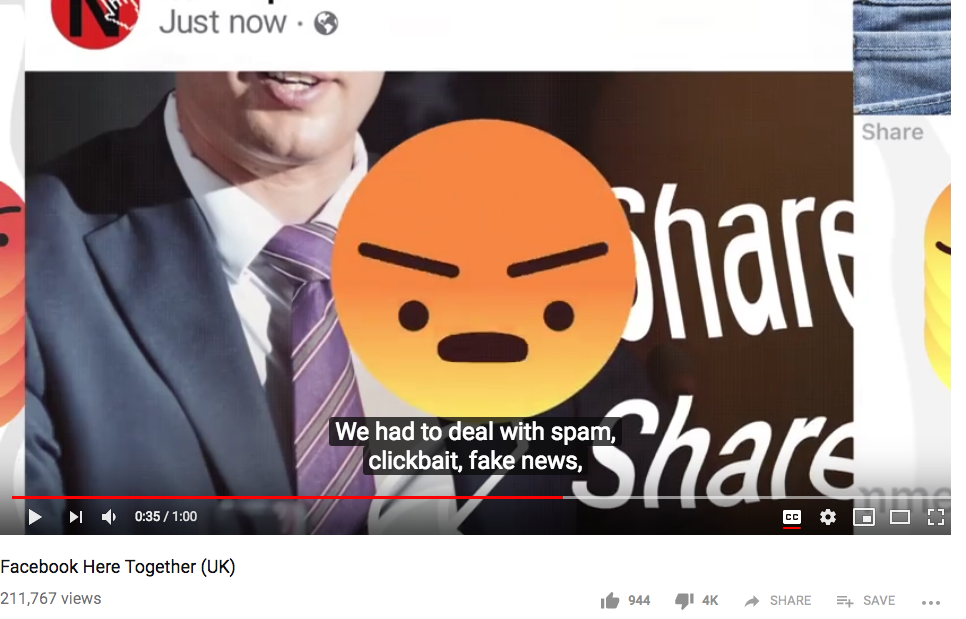 Just now ·
Share
Share
Share
We had to deal with spam,
clickbait, fake news,
0:35 / 1:00
CC
Facebook Here Together (UK)
211,767 views
944
4K
SHARE
SAVE